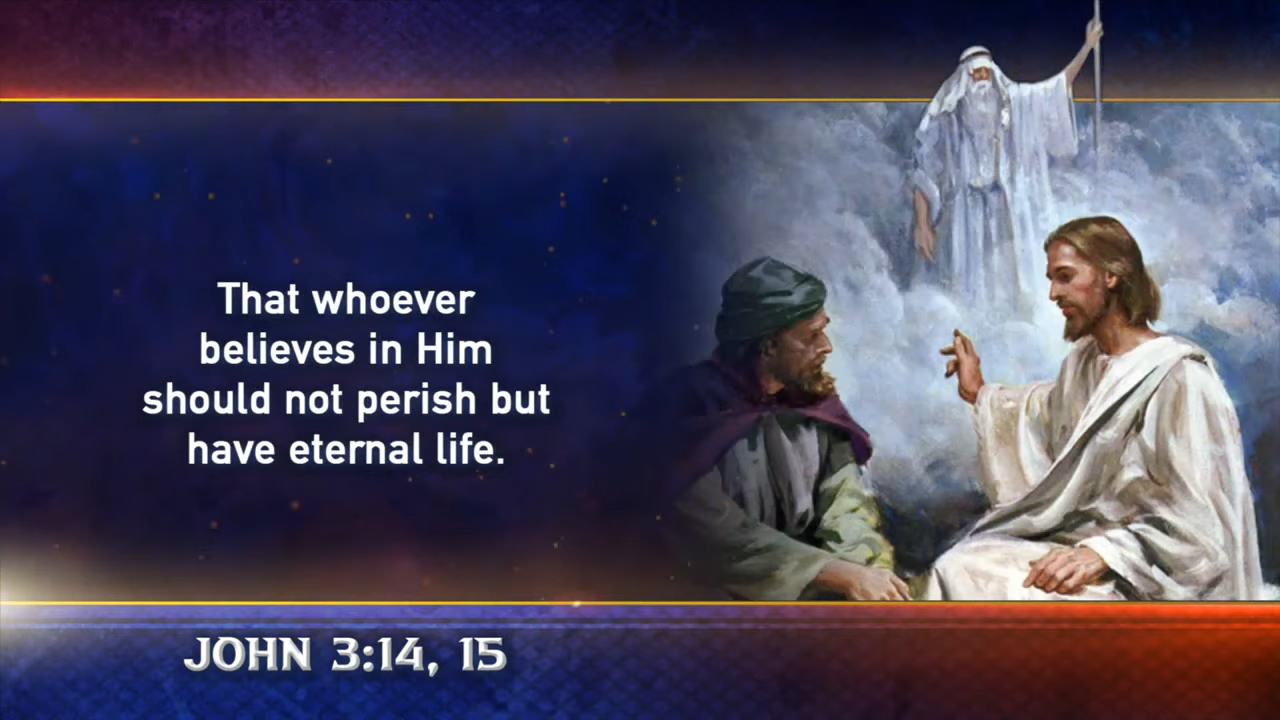 That whoever
believes in Him
should not perish but
have eternal life.
JOHN 3:14, 15